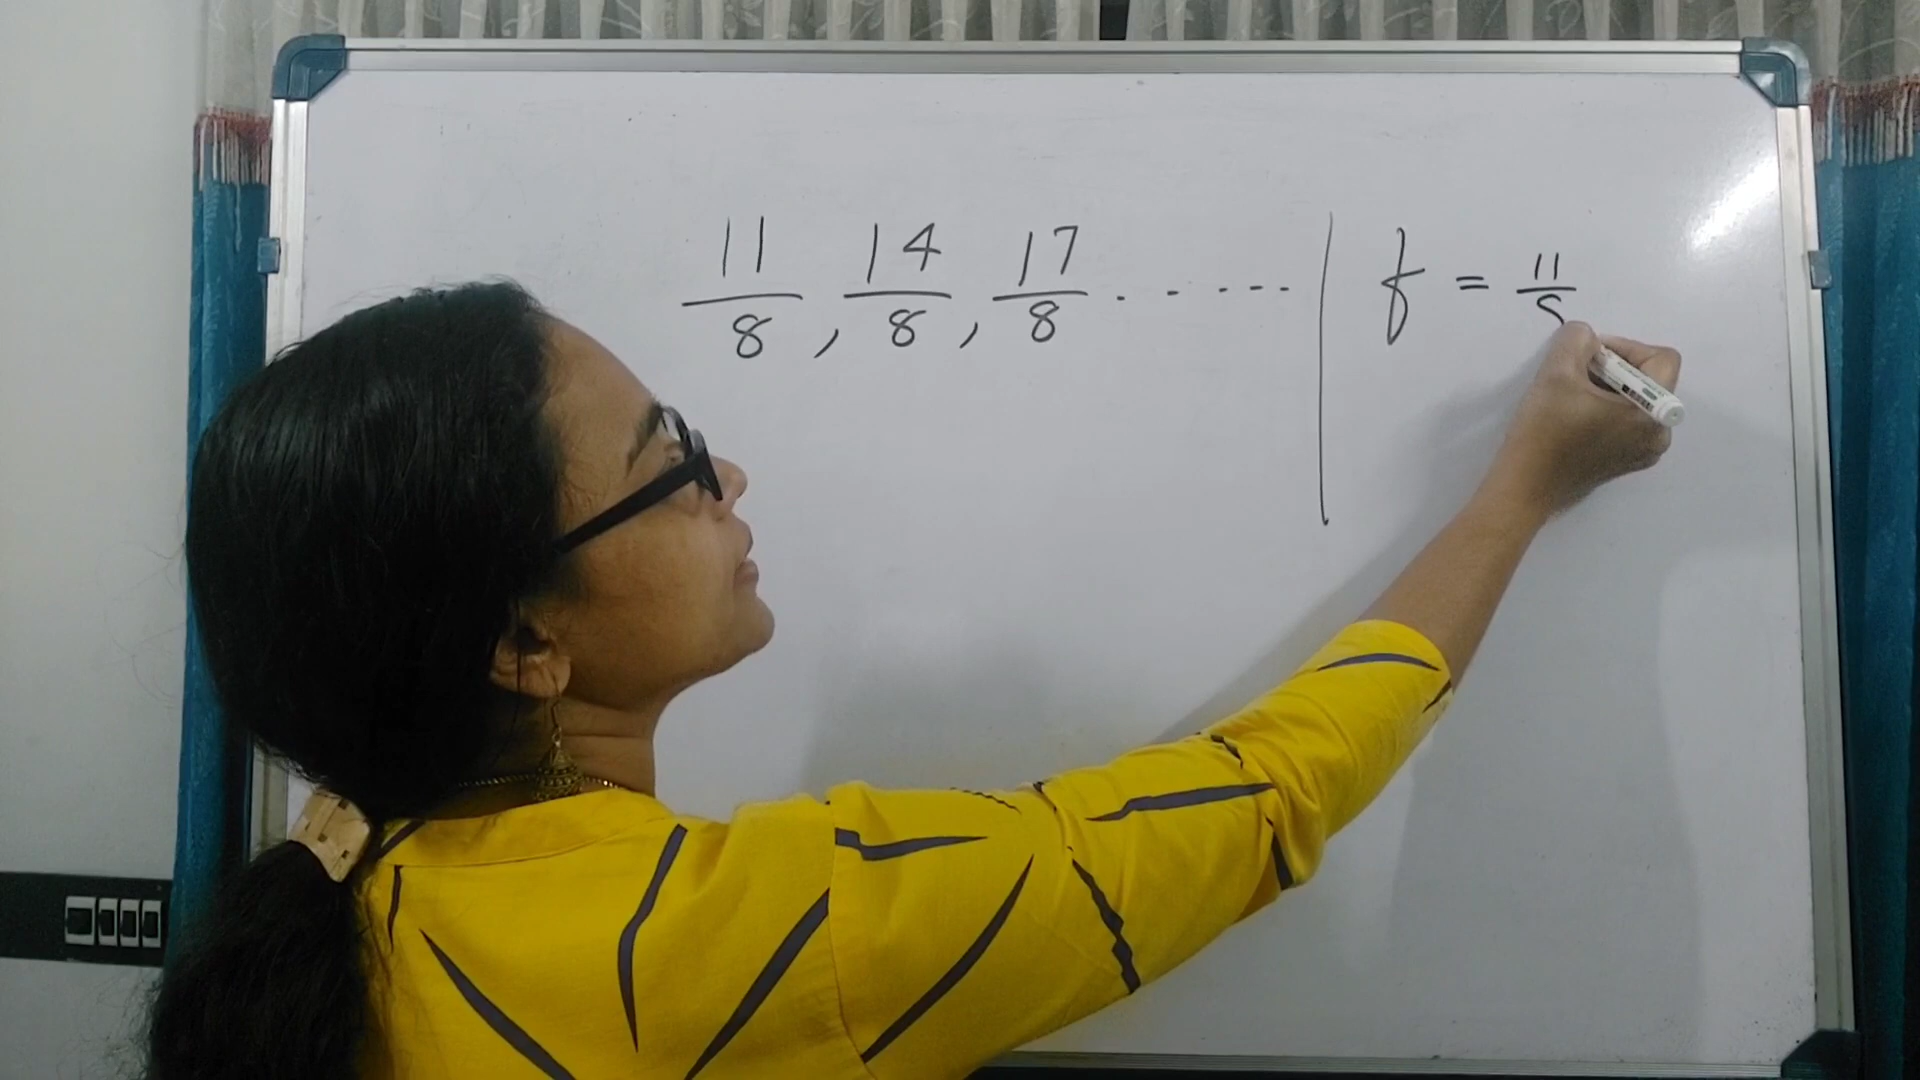 11/8, 14/8, 17/8 ...... | f = 11/8